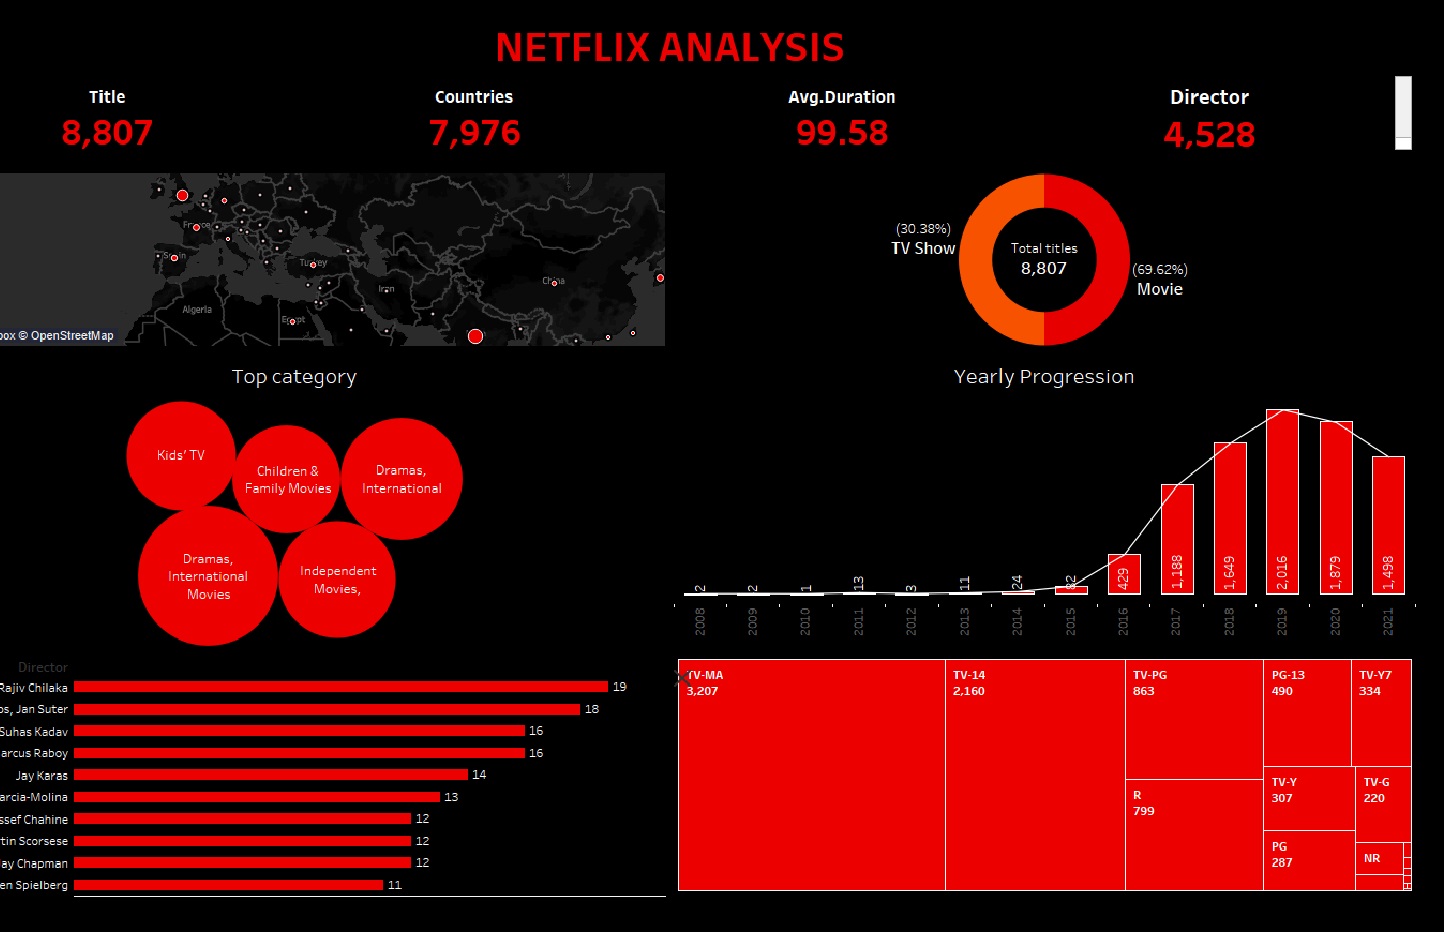 NETFLIX ANALYSIS
Title
8,807
Countries
7,976
Avg.Duration
99.58
Director
4,528
France
Spain
Turkey
Iran
China
Algeria
Egypt
box © OpenStreetMap
(30.38%)
TV Show
Total titles
8,807
(69.62%)
Movie
Top category
Kids' TV
Children &
Family Movies
Dramas,
International
Dramas,
International
Movies
Independent
Movies,
Yearly Progression
2
2
1
13
3
11
24
82
429
1,188
1,649
2,016
1,879
1,498
2008
2009
2010
2011
2012
2013
2014
2015
2016
2017
2018
2019
2020
2021
Director
Rajiv Chilaka 19
os, Jan Suter 18
Suhas Kadav 16
arcus Raboy 16
Jay Karas 14
arcia-Molina 13
ssef Chahine 12
tin Scorsese 12
ay Chapman 12
en Spielberg 11
TV-MA
3,207
TV-14
2,160
TV-PG
863
R
799
PG-13
490
TV-Y7
334
TV-Y
307
TV-G
220
PG
287
NR